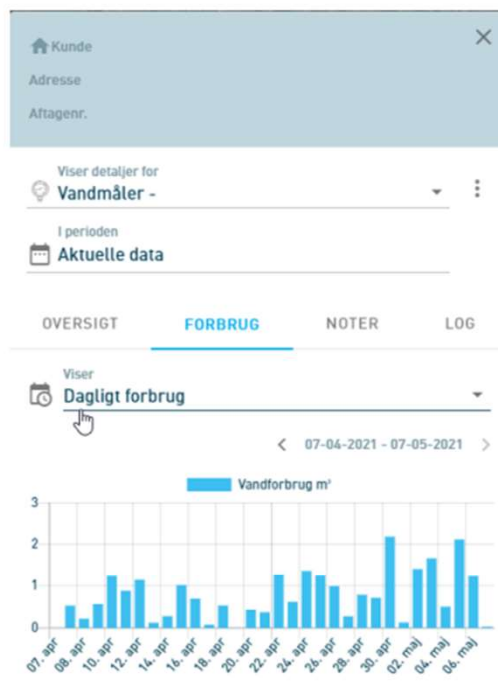 Kunde
Adresse
Aftagenr.
Viser detaljer for
Vandmåler -
I perioden
Aktuelle data
OVERSIGT FORBRUG NOTER LOG
Viser
Dagligt forbrug
07-04-2021 - 07-05-2021
Vandforbrug m³
3
2
1
0
07. apr 08. apr 10. apr 12. apr 14. apr 16. apr 18. apr 20. apr 22. apr 24. apr 26. apr 28. apr 30. apr 02. maj 04. maj 06. maj